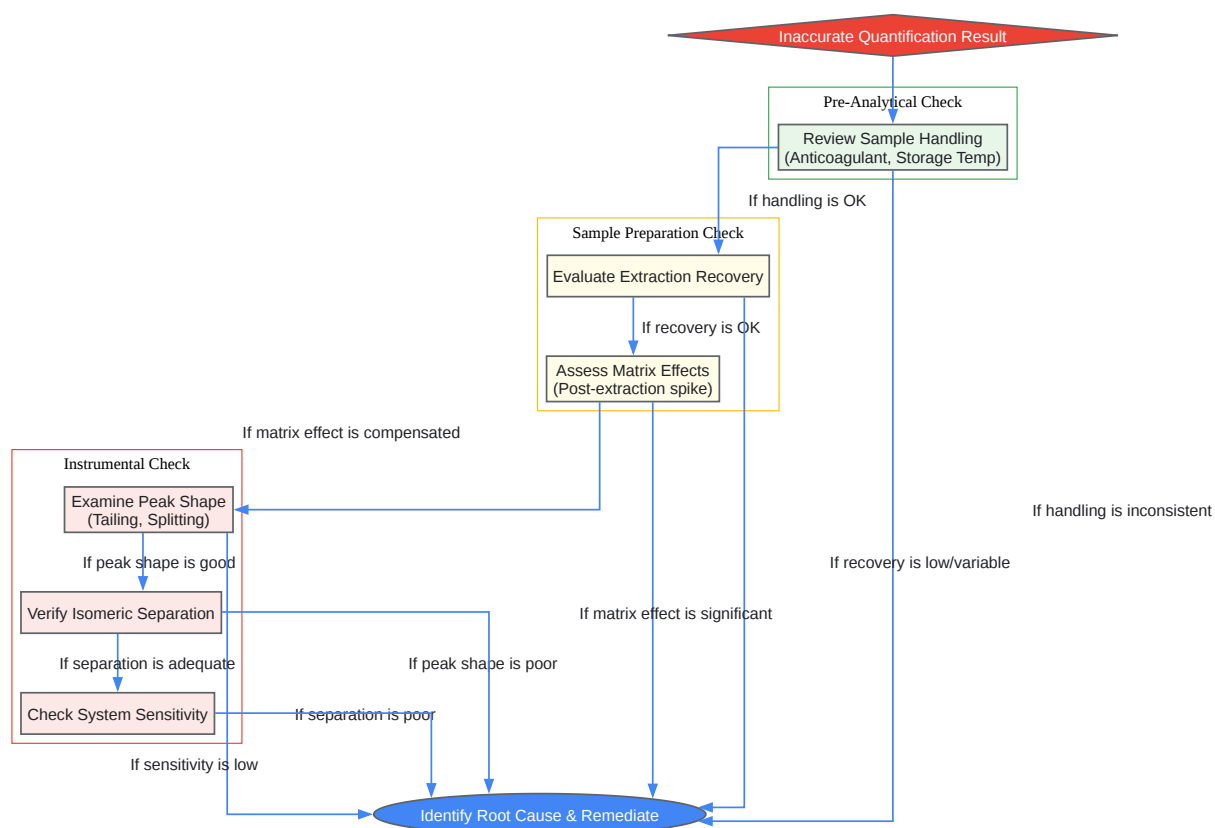 Inaccurate Quantification Result
Pre-Analytical Check
Review Sample Handling
(Anticoagulant, Storage Temp)
If handling is OK
Sample Preparation Check
Evaluate Extraction Recovery
If recovery is OK
Assess Matrix Effects
(Post-extraction spike)
If matrix effect is compensated
Instrumental Check
Examine Peak Shape
(Tailing, Splitting)
If handling is inconsistent
If peak shape is good
If recovery is low/variable
Verify Isomeric Separation
If matrix effect is significant
If separation is adequate
If peak shape is poor
Check System Sensitivity
If separation is poor
If sensitivity is low
Identify Root Cause & Remediate